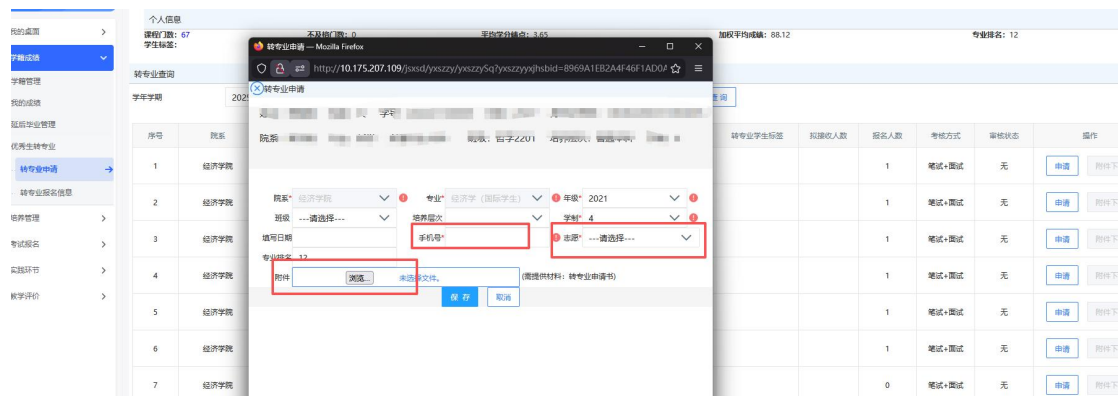 个人信息
课程门数: 67 不及格门数: 0 平均学分绩点: 3.65 加权平均成绩: 88.12 专业排名: 12
学生标签:
我的桌面
学籍成绩
学籍管理
我的成绩
延后毕业管理
优秀生转专业
转专业申请
转专业报名信息
培养管理
考试报名
实践环节
教学评价
转专业查询
学年学期 202 查询
序号 院系 转专业学生标签 拟接收人数 报名人数 考核方式 审核状态 操作
1 经济学院 1 笔试+面试 无 申请 附件下
2 经济学院 1 笔试+面试 无 申请 附件下
3 经济学院 1 笔试+面试 无 申请 附件下
4 经济学院 1 笔试+面试 无 申请 附件下
5 经济学院 1 笔试+面试 无 申请 附件下
6 经济学院 1 笔试+面试 无 申请 附件下
7 经济学院 0 笔试+面试 无 申请 附件下
转专业申请 — Mozilla Firefox
http://10.175.207.109/jsxsd/yxszzy/yxszzySq?yxszzyyxjhsbid=8969A1EB2A4F46F1AD0A
转专业申请
学号
院系
院系* 经济学院 专业* 经济学（国际学生） 年级* 2021
班级 ---请选择--- 培养层次 学制* 4
填写日期 手机号* 志愿* ---请选择---
专业排名 12
附件 浏览... 未选择文件。 (需提供材料：转专业申请书)
保 存 取消